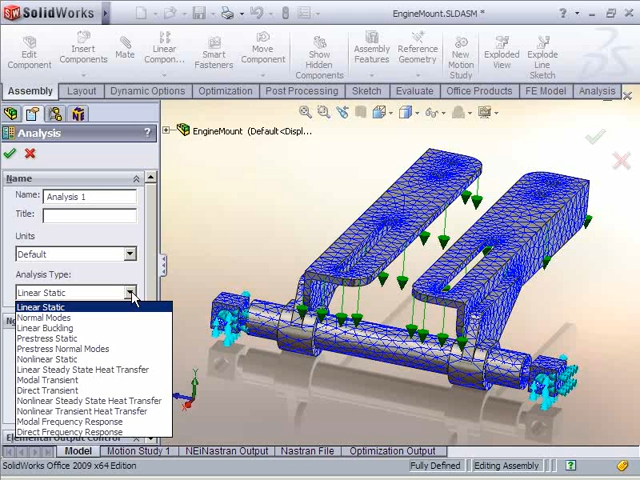 SolidWorks
EngineMount.SLDASM *
?
Edit Component
Insert Components
Mate
Linear Compon...
Smart Fasteners
Move Component
Show Hidden Components
Assembly Features
Reference Geometry
New Motion Study
Exploded View
Explode Line Sketch
Assembly
Layout
Dynamic Options
Optimization
Post Processing
Sketch
Evaluate
Office Products
FE Model
Analysis
Analysis
?
EngineMount (Default<Displ...
Name
Name: Analysis 1
Title:
Units
Default
Analysis Type:
Linear Static
Linear Static
Normal Modes
Linear Buckling
Prestress Static
Prestress Normal Modes
Nonlinear Static
Linear Steady State Heat Transfer
Modal Transient
Direct Transient
Nonlinear Steady State Heat Transfer
Nonlinear Transient Heat Transfer
Modal Frequency Response
Direct Frequency Response
Elemental Output Control
Y
X
Model
Motion Study 1
NEiNastran Output
Nastran File
Optimization Output
SolidWorks Office 2009 x64 Edition
Fully Defined
Editing Assembly
?